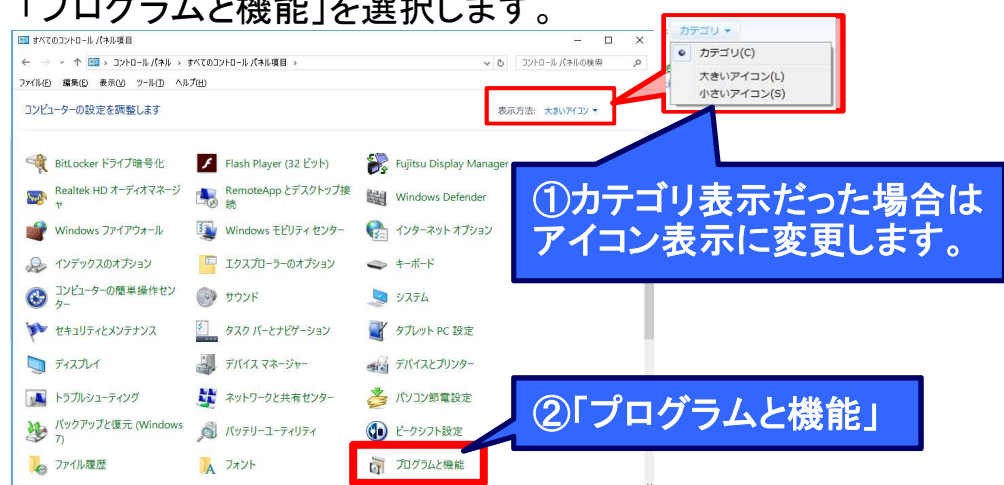 「プログラムと機能」を選択します。
すべてのコントロール パネル項目
コントロール パネル › すべてのコントロール パネル項目 ›
コントロール パネルの検索
ファイル(F) 編集(E) 表示(V) ツール(T) ヘルプ(H)
コンピューターの設定を調整します
表示方法: 大きいアイコン
カテゴリ
カテゴリ(C)
大きいアイコン(L)
小さいアイコン(S)
BitLocker ドライブ暗号化
Flash Player (32 ビット)
Fujitsu Display Manager
Realtek HD オーディオマネージ
ャ
RemoteApp とデスクトップ接
続
Windows Defender
Windows ファイアウォール
Windows モビリティ センター
インターネット オプション
インデックスのオプション
エクスプローラーのオプション
キーボード
コンピューターの簡単操作セン
ター
サウンド
システム
セキュリティとメンテナンス
タスク バーとナビゲーション
タブレット PC 設定
ディスプレイ
デバイス マネージャー
デバイスとプリンター
トラブルシューティング
ネットワークと共有センター
パソコン節電設定
バックアップと復元 (Windows
7)
バッテリーユーティリティ
ピークシフト設定
ファイル履歴
フォント
プログラムと機能
①カテゴリ表示だった場合は
アイコン表示に変更します。
②「プログラムと機能」